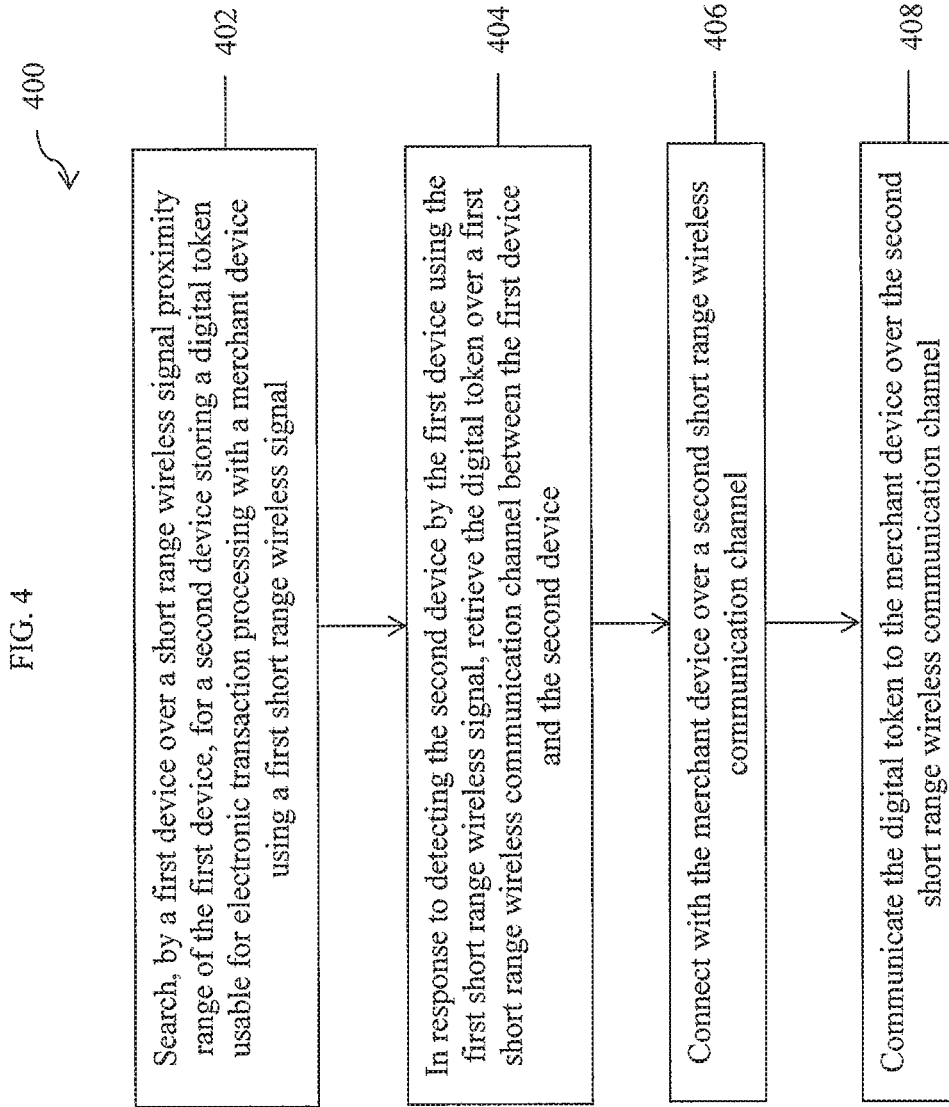 FIG. 4
400
Search, by a first device over a short range wireless signal proximity
range of the first device, for a second device storing a digital token
usable for electronic transaction processing with a merchant device
using a first short range wireless signal
402
In response to detecting the second device by the first device using the
first short range wireless signal, retrieve the digital token over a first
short range wireless communication channel between the first device
and the second device
404
Connect with the merchant device over a second short range wireless
communication channel
406
Communicate the digital token to the merchant device over the second
short range wireless communication channel
408